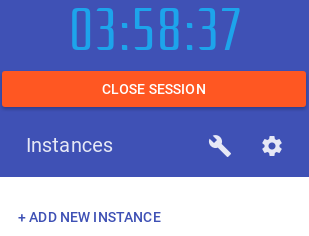 03:58:37
CLOSE SESSION
Instances
+ ADD NEW INSTANCE